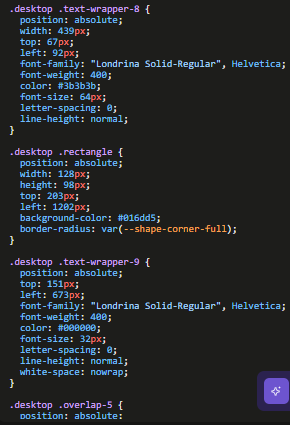 .desktop .text-wrapper-8 {
  position: absolute;
  width: 439px;
  top: 67px;
  left: 92px;
  font-family: "Londrina Solid-Regular", Helvetica;
  font-weight: 400;
  color: #3b3b3b;
  font-size: 64px;
  letter-spacing: 0;
  line-height: normal;
}

.desktop .rectangle {
  position: absolute;
  width: 128px;
  height: 98px;
  top: 203px;
  left: 1202px;
  background-color: #016dd5;
  border-radius: var(--shape-corner-full);
}

.desktop .text-wrapper-9 {
  position: absolute;
  top: 151px;
  left: 673px;
  font-family: "Londrina Solid-Regular", Helvetica;
  font-weight: 400;
  color: #000000;
  font-size: 32px;
  letter-spacing: 0;
  line-height: normal;
  white-space: nowrap;
}

.desktop .overlap-5 {
  position: absolute;